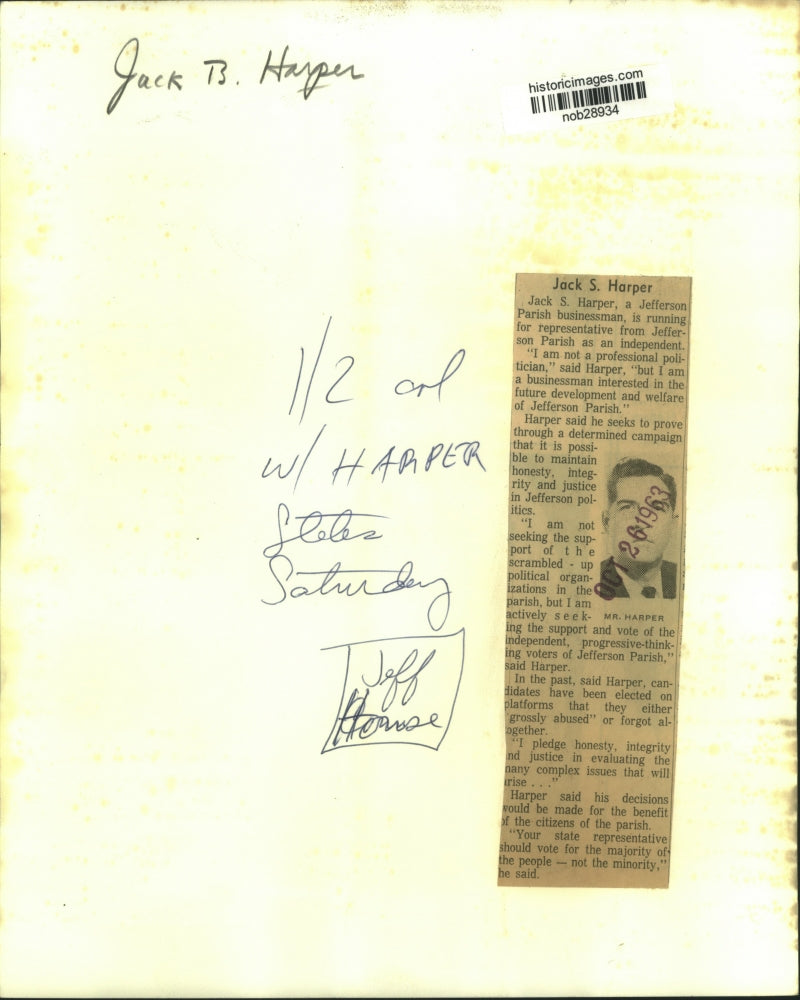 Jack B. Harper
historicimages.com
nob28934
1/2 col
w/ HARPER
States
Saturday
Jeff
House
Jack S. Harper
Jack S. Harper, a Jefferson
Parish businessman, is running
for representative from Jeffer-
son Parish as an independent.
"I am not a professional poli-
tician," said Harper, "but I am
a businessman interested in the
future development and welfare
of Jefferson Parish."
Harper said he seeks to prove
through a determined campaign
that it is possi-
ble to maintain
honesty, integ-
rity and justice
in Jefferson pol-
itics.
"I am not
seeking the sup-
port of the
scrambled - up
political organ-
izations in the
parish, but I am
actively seek-
OCT 26 1963
MR. HARPER
ing the support and vote of the
independent, progressive-think-
ing voters of Jefferson Parish,"
said Harper.
In the past, said Harper, can-
didates have been elected on
platforms that they either
"grossly abused" or forgot al-
together.
"I pledge honesty, integrity
and justice in evaluating the
many complex issues that will
arise . . ."
Harper said his decisions
would be made for the benefit
of the citizens of the parish.
"Your state representative
should vote for the majority of
the people — not the minority,"
he said.